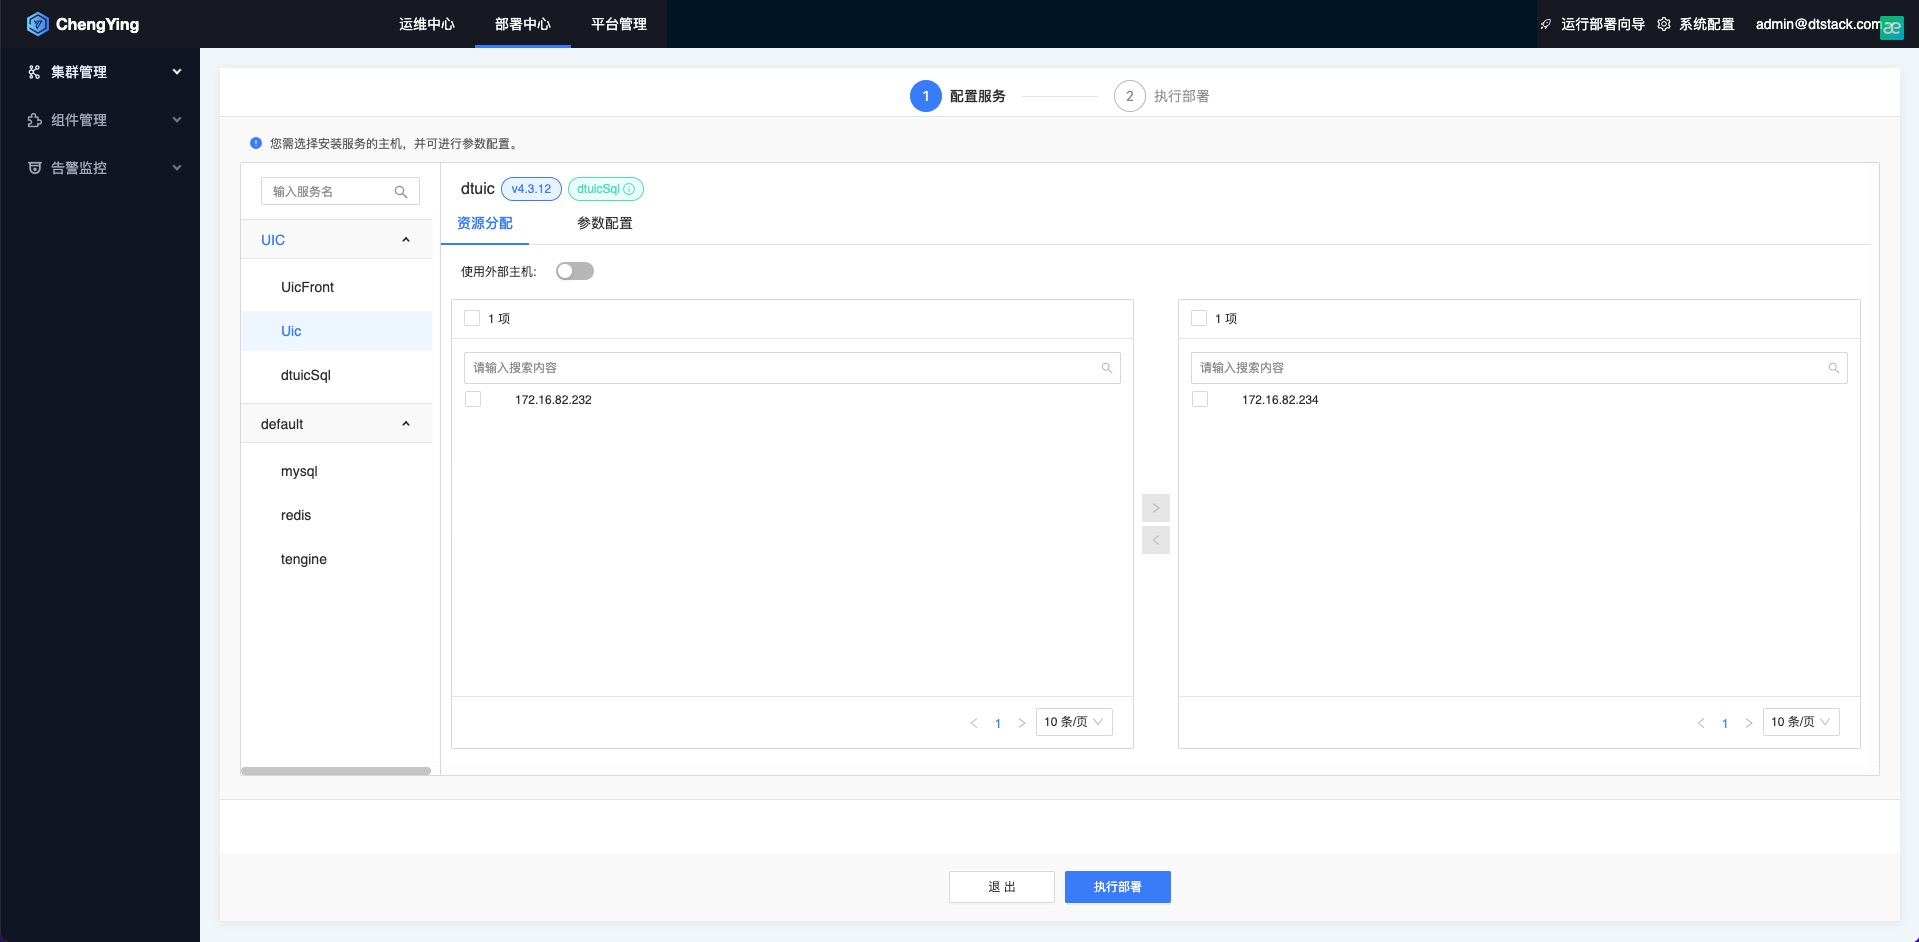 ChengYing
运维中心
部署中心
平台管理
运行部署向导
系统配置
admin@dtstack.com
æ
集群管理
组件管理
告警监控
1 配置服务
2 执行部署
您需选择安装服务的主机，并可进行参数配置。
输入服务名
UIC
UicFront
Uic
dtuicSql
default
mysql
redis
tengine
dtuic v4.3.12 dtuicSql
资源分配 参数配置
使用外部主机:
1 项
请输入搜索内容
172.16.82.232
< 1 > 10 条/页
>
<
1 项
请输入搜索内容
172.16.82.234
< 1 > 10 条/页
退 出
执行部署